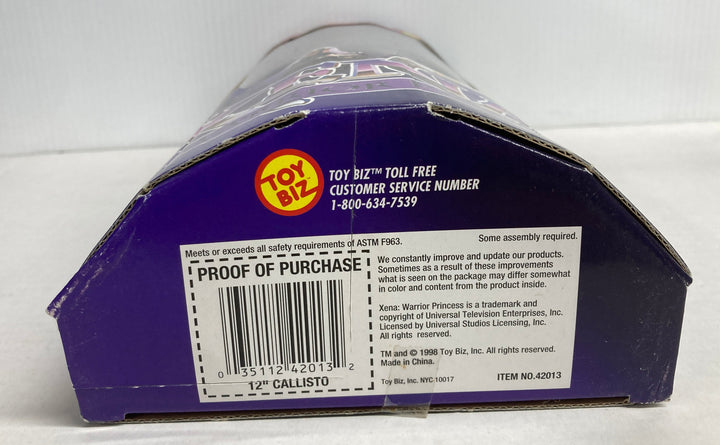 TOY
BIZ
TOY BIZ™ TOLL FREE
CUSTOMER SERVICE NUMBER
1-800-634-7539
Meets or exceeds all safety requirements of ASTM F963.
Some assembly required.
PROOF OF PURCHASE
0 35112 42013 2
12" CALLISTO
We constantly improve and update our products.
Sometimes as a result of these improvements
what is seen on the package may differ somewhat
in color and content from the product inside.
Xena: Warrior Princess is a trademark and
copyright of Universal Television Enterprises, Inc.
Licensed by Universal Studios Licensing, Inc.
All rights reserved.
TM and © 1998 Toy Biz, Inc. All rights reserved.
Made in China.
Toy Biz, Inc. NYC 10017
ITEM NO.42013